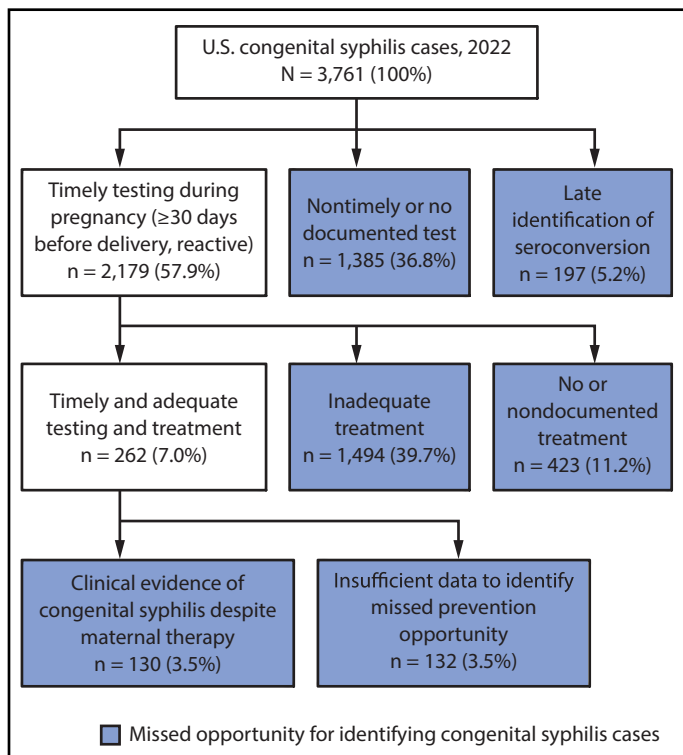 U.S. congenital syphilis cases, 2022
N = 3,761 (100%)
Timely testing during
pregnancy (≥30 days
before delivery, reactive)
n = 2,179 (57.9%)
Nontimely or no
documented test
n = 1,385 (36.8%)
Late
identification of
seroconversion
n = 197 (5.2%)
Timely and adequate
testing and treatment
n = 262 (7.0%)
Inadequate
treatment
n = 1,494 (39.7%)
No or
nondocumented
treatment
n = 423 (11.2%)
Clinical evidence of
congenital syphilis despite
maternal therapy
n = 130 (3.5%)
Insufficient data to identify
missed prevention
opportunity
n = 132 (3.5%)
Missed opportunity for identifying congenital syphilis cases